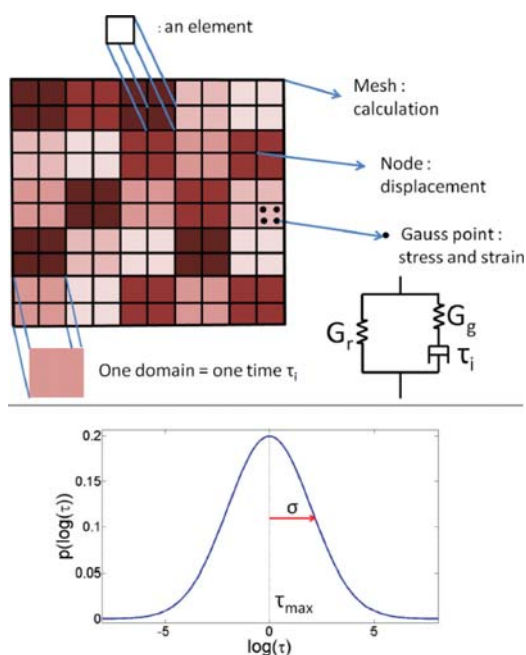 : an element
Mesh :
calculation
Node :
displacement
Gauss point :
stress and strain
G_r
G_g
τ_i
One domain = one time τ_i
0.2
0.15
0.1
0.05
0
p(log(τ))
σ
τ_max
-5
0
5
log(τ)